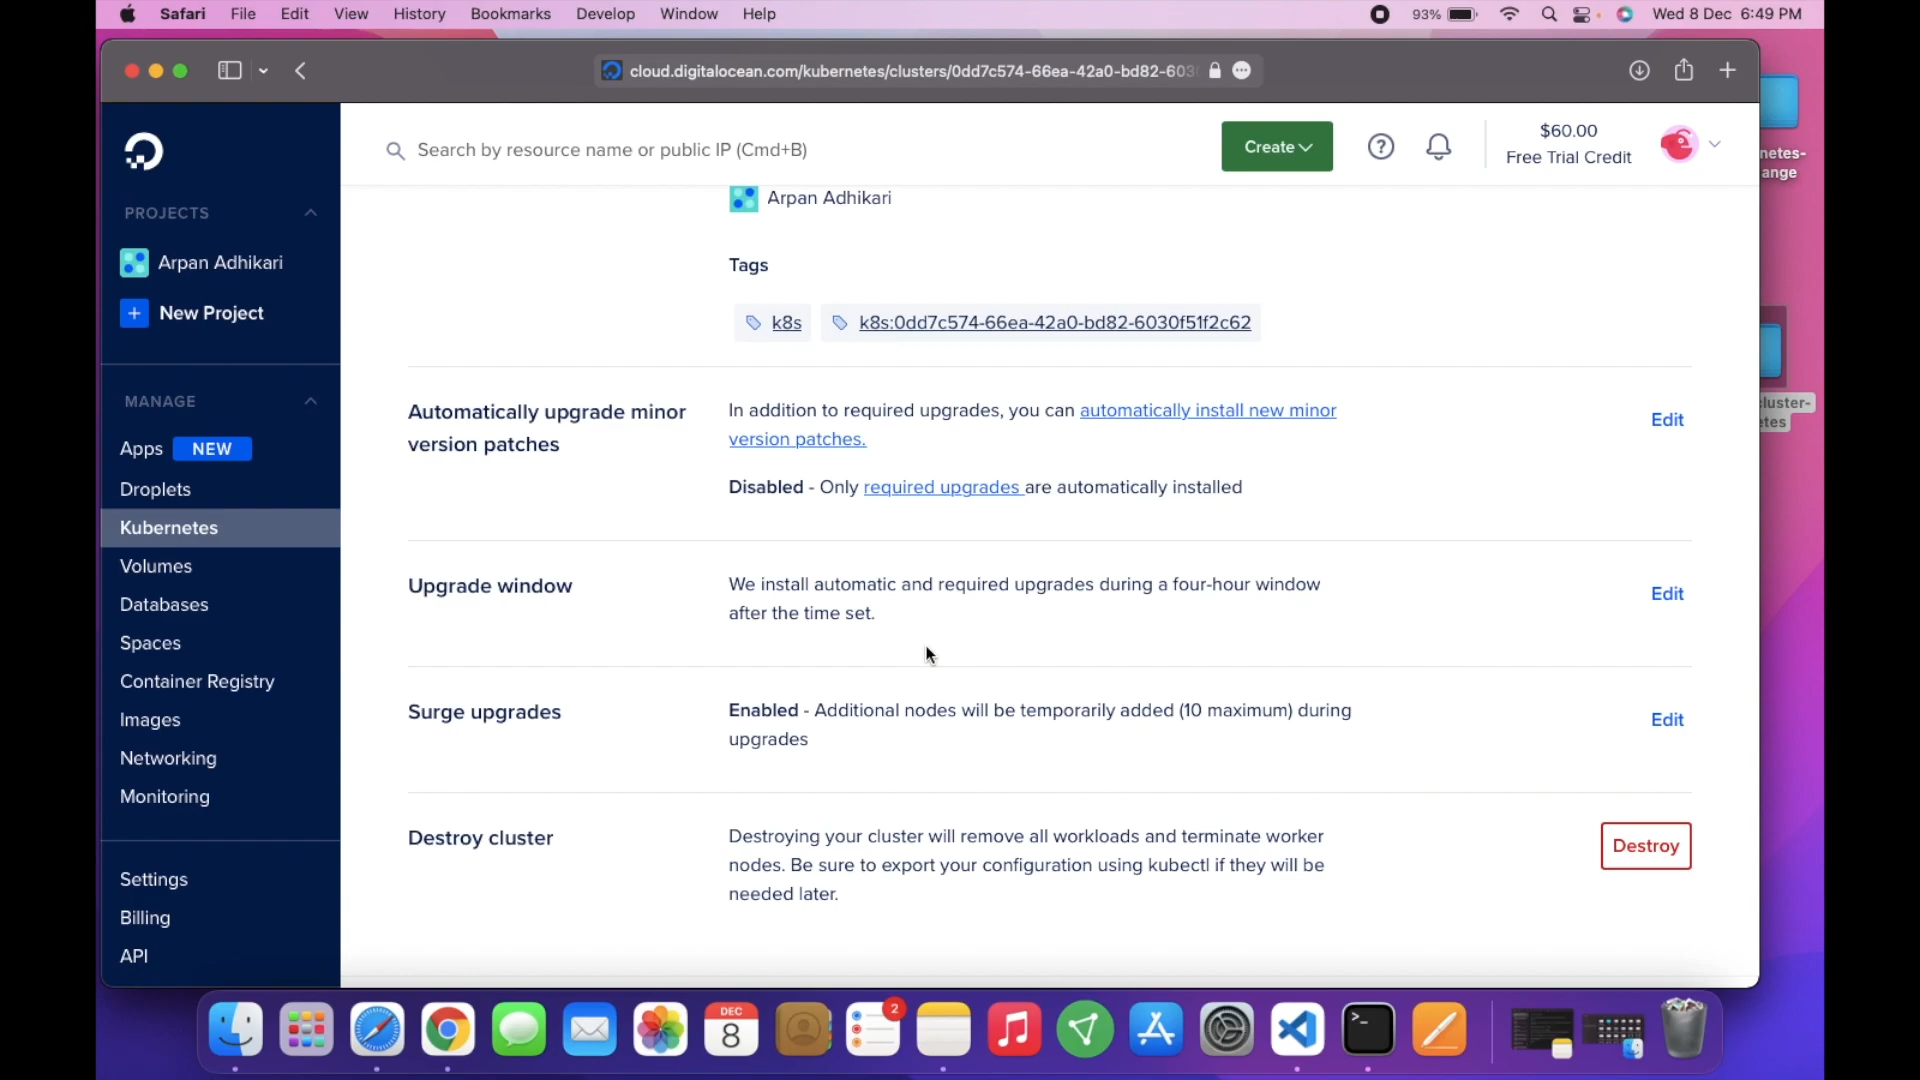 Safari File Edit View History Bookmarks Develop Window Help 93% Wed 8 Dec 6:49 PM
cloud.digitalocean.com/kubernetes/clusters/0dd7c574-66ea-42a0-bd82-603
Search by resource name or public IP (Cmd+B)
Create
?
$60.00
Free Trial Credit
netes-
ange
cluster-
etes
PROJECTS
Arpan Adhikari
+ New Project
MANAGE
Apps NEW
Droplets
Kubernetes
Volumes
Databases
Spaces
Container Registry
Images
Networking
Monitoring
Settings
Billing
API
Arpan Adhikari
Tags
k8s k8s:0dd7c574-66ea-42a0-bd82-6030f51f2c62
Automatically upgrade minor
version patches
In addition to required upgrades, you can automatically install new minor
version patches.
Disabled - Only required upgrades are automatically installed
Edit
Upgrade window
We install automatic and required upgrades during a four-hour window
after the time set.
Edit
Surge upgrades
Enabled - Additional nodes will be temporarily added (10 maximum) during
upgrades
Edit
Destroy cluster
Destroying your cluster will remove all workloads and terminate worker
nodes. Be sure to export your configuration using kubectl if they will be
needed later.
Destroy
DEC
8
2